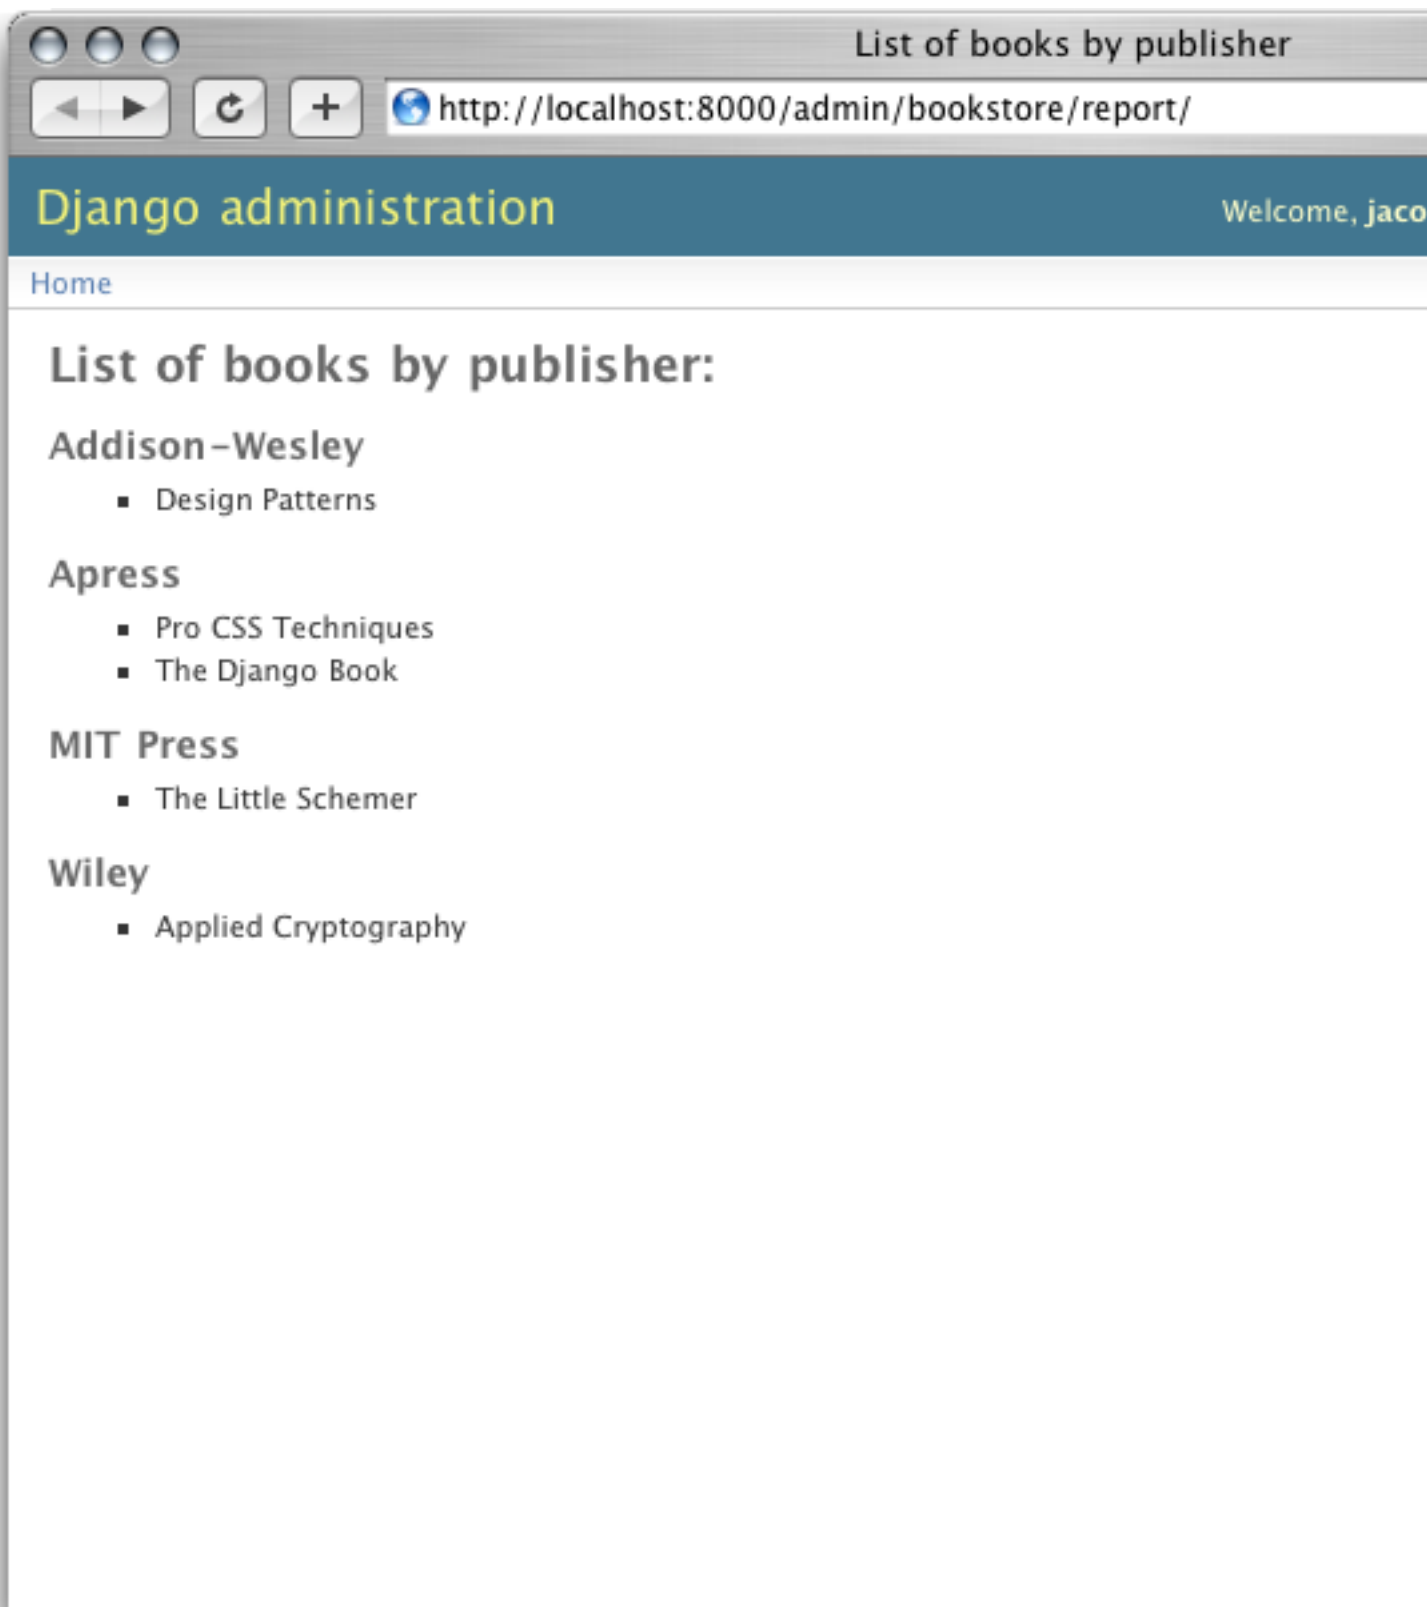 List of books by publisher
http://localhost:8000/admin/bookstore/report/
Django administration
Welcome, jaco
Home
List of books by publisher:
Addison-Wesley
Design Patterns
Apress
Pro CSS Techniques
The Django Book
MIT Press
The Little Schemer
Wiley
Applied Cryptography